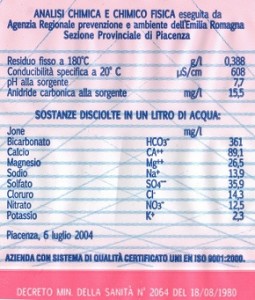 ANALISI CHIMICA E CHIMICO FISICA eseguita da
Agenzia Regionale prevenzione e ambiente dell'Emilia Romagna
Sezione Provinciale di Piacenza
Residuo fisso a 180°C g/l 0,388
Conducibilità specifica a 20° C µS/cm 608
pH alla sorgente 7,7
Anidride carbonica alla sorgente mg/l 15,5
SOSTANZE DISCIOLTE IN UN LITRO DI ACQUA:
Jone mg/l
Bicarbonato HCO3⁻ 361
Calcio CA⁺⁺ 89,1
Magnesio Mg⁺⁺ 26,5
Sodio Na⁺ 13,9
Solfato SO4⁻⁻ 35,9
Cloruro Cl⁻ 14,3
Nitrato NO3⁻ 12,5
Potassio K⁺ 2,3
Piacenza, 6 luglio 2004
AZIENDA CON SISTEMA DI QUALITÀ CERTIFICATO UNI EN ISO 9001:2000.
DECRETO MIN. DELLA SANITÀ N° 2064 DEL 18/08/1980